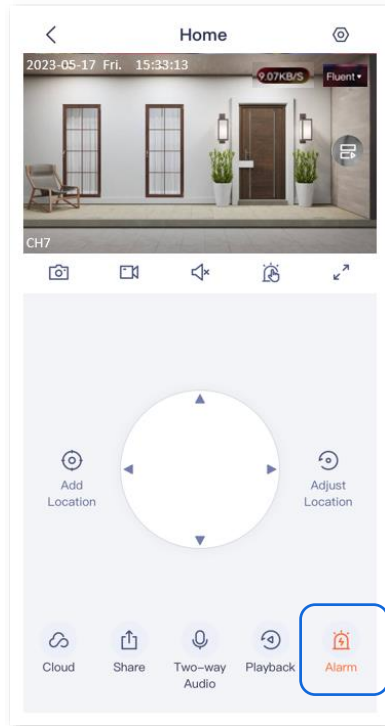 Home
2023-05-17 Fri. 15:33:13
9.07KB/S
Fluent
CH7
Add
Location
Adjust
Location
Cloud
Share
Two-way
Audio
Playback
Alarm